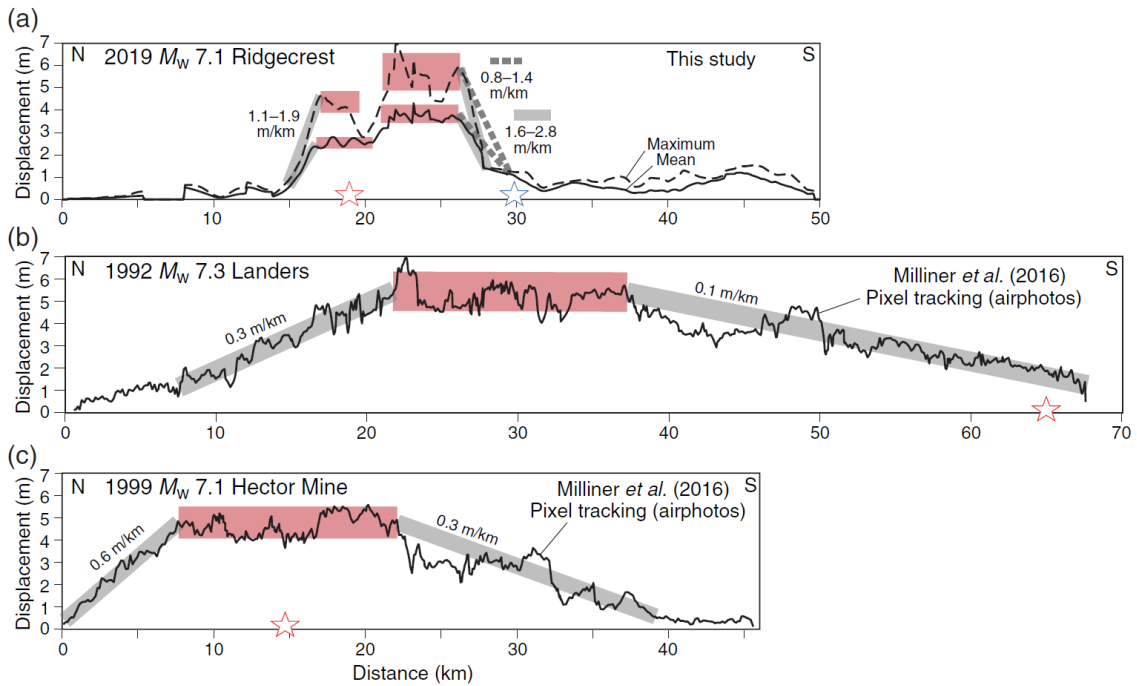 (a)
Displacement (m)
7
6
5
4
3
2
1
0
N 2019 Mw 7.1 Ridgecrest
This study
S
1.1–1.9
m/km
0.8–1.4
m/km
1.6–2.8
m/km
Maximum
Mean
0 10 20 30 40 50
(b)
Displacement (m)
7
6
5
4
3
2
1
0
N 1992 Mw 7.3 Landers
S
0.3 m/km
0.1 m/km
Milliner et al. (2016)
Pixel tracking (airphotos)
0 10 20 30 40 50 60 70
(c)
Displacement (m)
7
6
5
4
3
2
1
0
N 1999 Mw 7.1 Hector Mine
S
0.6 m/km
0.3 m/km
Milliner et al. (2016)
Pixel tracking (airphotos)
0 10 20 30 40
Distance (km)